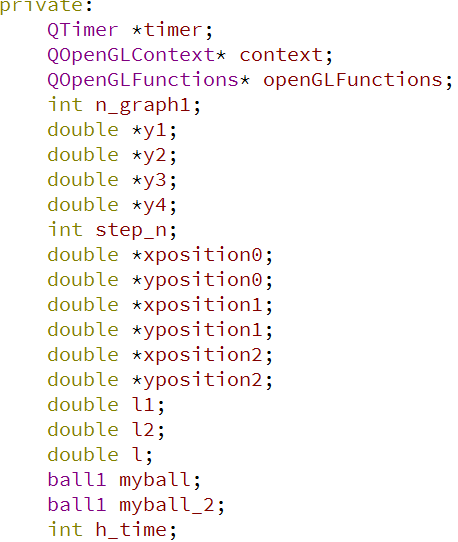 private:
QTimer *timer;
QOpenGLContext* context;
QOpenGLFunctions* openGLFunctions;
int n_graph1;
double *y1;
double *y2;
double *y3;
double *y4;
int step_n;
double *xposition0;
double *yposition0;
double *xposition1;
double *yposition1;
double *xposition2;
double *yposition2;
double l1;
double l2;
double l;
ball1 myball;
ball1 myball_2;
int h_time;